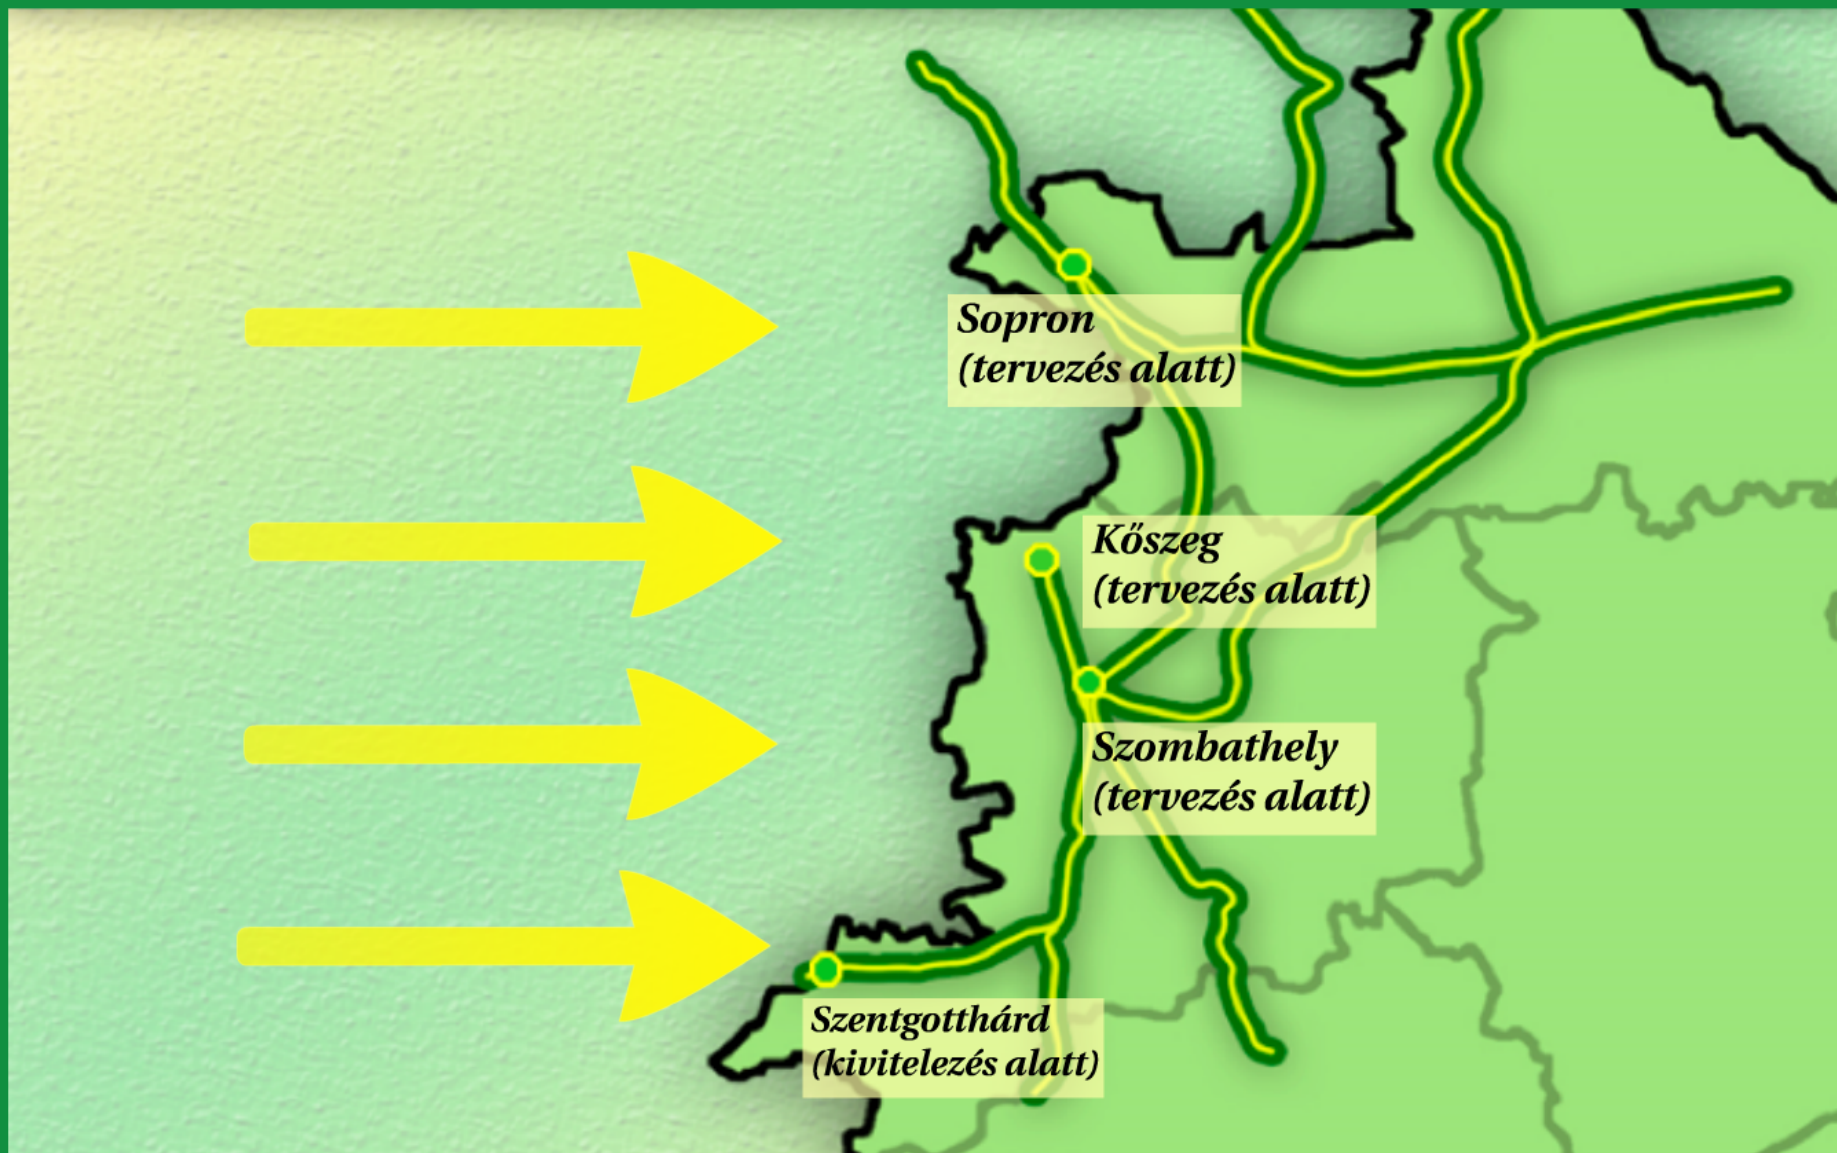 Sopron
(tervezés alatt)
Kőszeg
(tervezés alatt)
Szombathely
(tervezés alatt)
Szentgotthárd
(kivitelezés alatt)